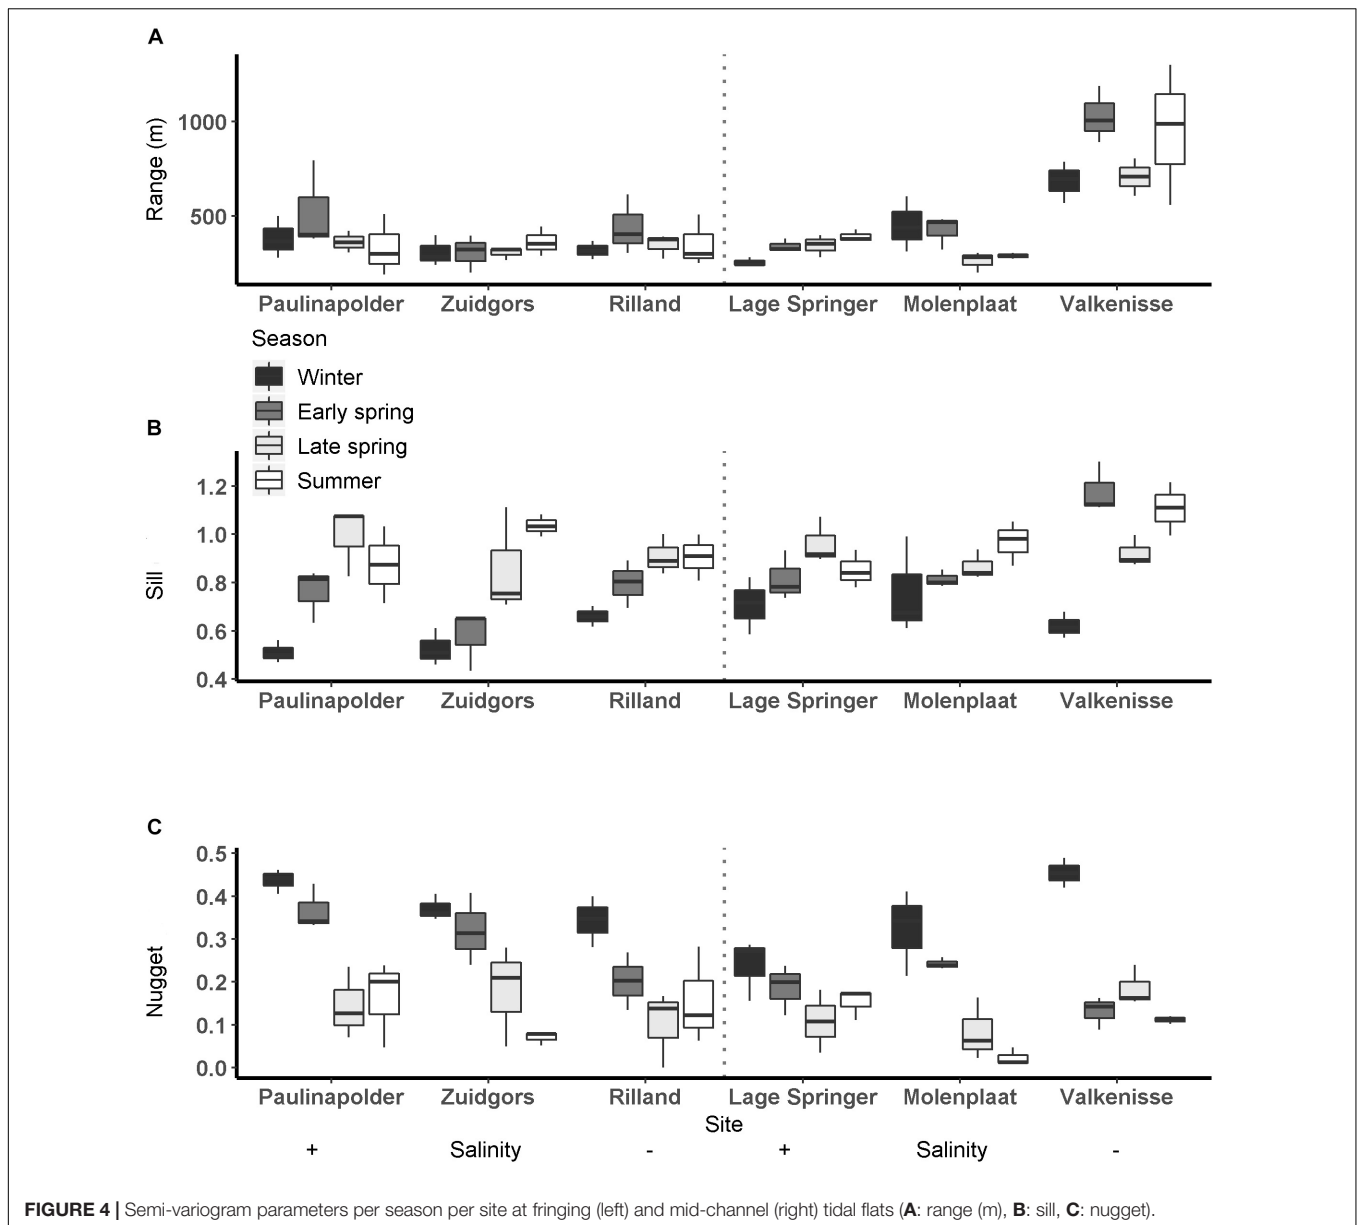 A
Range (m)
1000
500
Paulinapolder Zuidgors Rilland Lage Springer Molenplaat Valkenisse
Season
Winter
Early spring
Late spring
Summer
B
Sill
1.2
1.0
0.8
0.6
0.4
Paulinapolder Zuidgors Rilland Lage Springer Molenplaat Valkenisse
C
Nugget
0.5
0.4
0.3
0.2
0.1
0.0
Paulinapolder Zuidgors Rilland Lage Springer Molenplaat Valkenisse
Site
+ Salinity - + Salinity -
FIGURE 4 | Semi-variogram parameters per season per site at fringing (left) and mid-channel (right) tidal flats (A: range (m), B: sill, C: nugget).